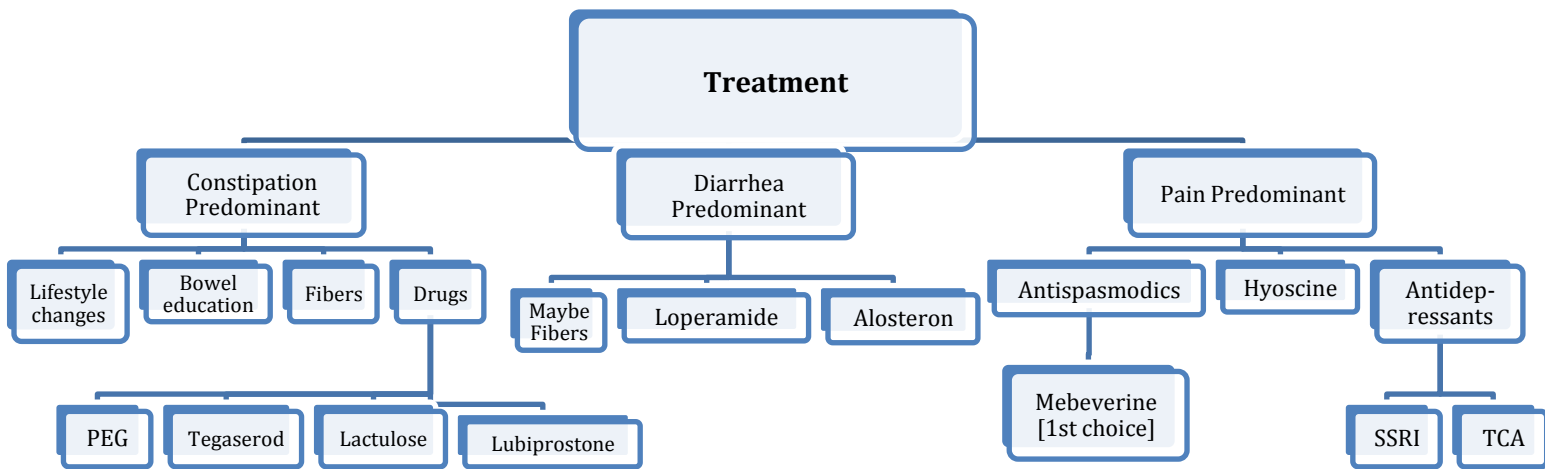 Treatment
Constipation
Predominant
Diarrhea
Predominant
Pain Predominant
Lifestyle
changes
Bowel
education
Fibers
Drugs
Maybe
Fibers
Loperamide
Alosteron
Antispasmodics
Hyoscine
Antidep-
ressants
PEG
Tegaserod
Lactulose
Lubiprostone
Mebeverine
[1st choice]
SSRI
TCA